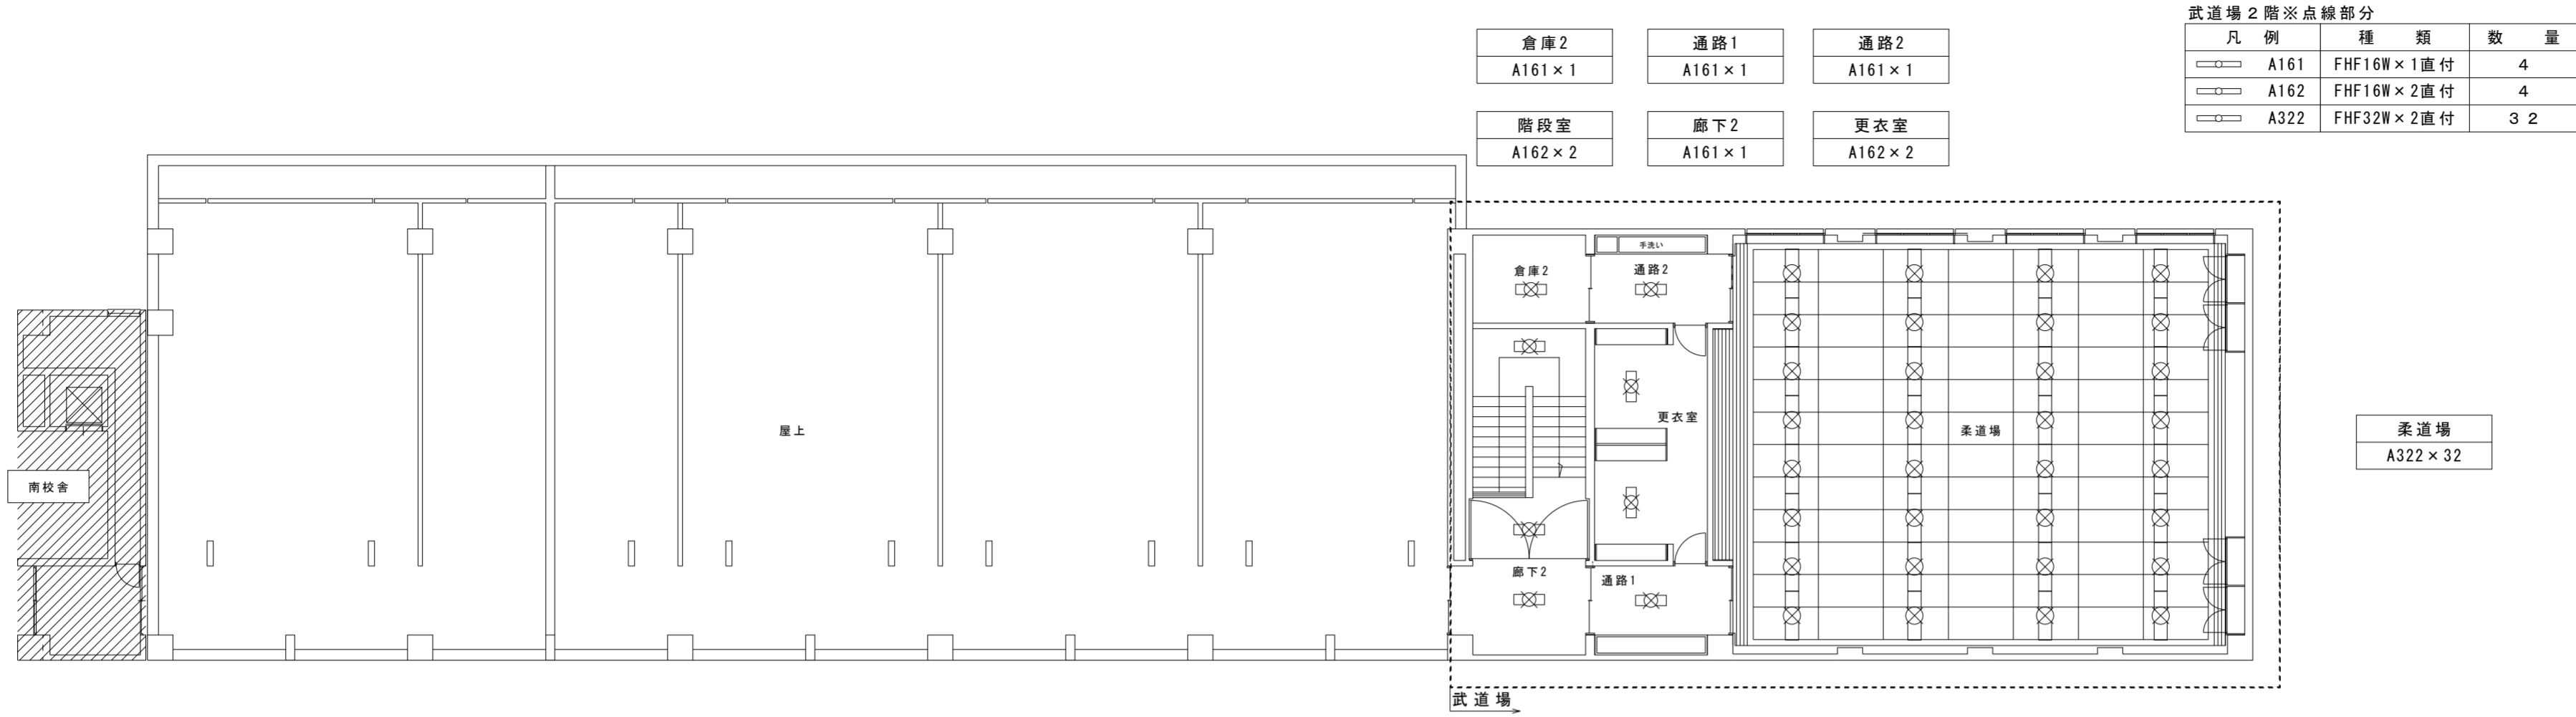 武道場2階※点線部分
凡 例 種 類 数 量
A161 FHF16W×1直付 4
A162 FHF16W×2直付 4
A322 FHF32W×2直付 32
倉庫2
A161×1
通路1
A161×1
通路2
A161×1
階段室
A162×2
廊下2
A161×1
更衣室
A162×2
手洗い
倉庫2
通路2
更衣室
屋上
柔道場
柔道場
A322×32
南校舎
廊下2
通路1
武道場